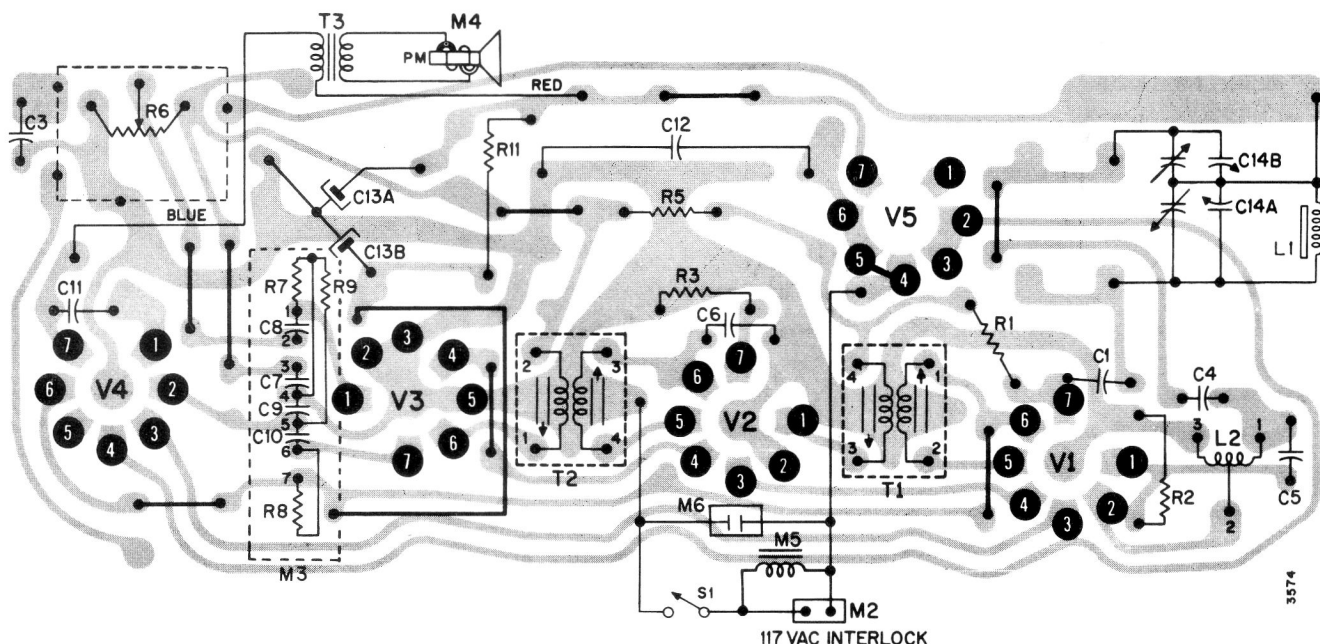 T3 M4
PM
RED
C3 R6
R11 C12
C14B
C13A R5 V5 7 1 6 2 5 4 3
C14A
BLUE
C13B
L1
R7 R9 R3
C11 1 C8 2 C6 R1
V4 7 1 6 2 5 3 4
3 C7 4 C9 5 C10 6 7 R8
V3 1 2 3 4 5 6 7
2 3 1 4
T2
V2 7 6 5 4 3 2 1
4 1 3 2
T1
C1 C4
V1 7 6 5 4 3 2 1
R2
3 L2 1 2
C5
M3
M6
M5
S1 M2
117 VAC INTERLOCK
3574